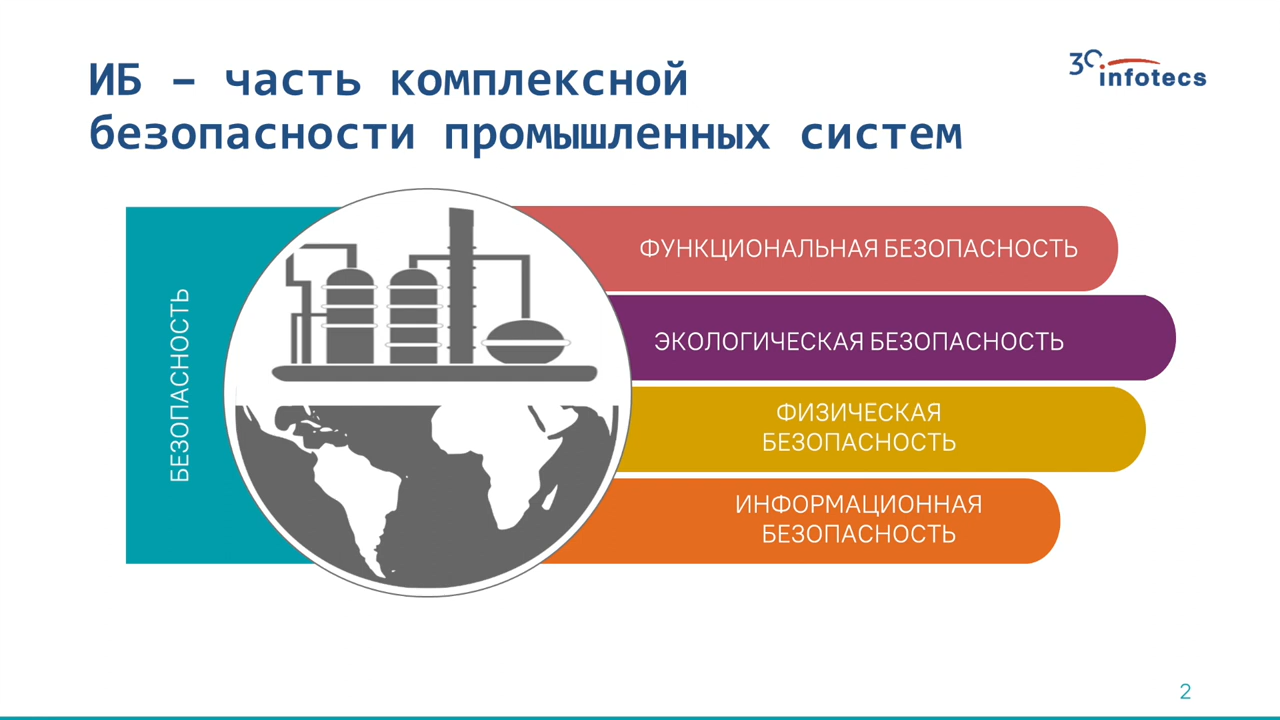 ИБ – часть комплексной
безопасности промышленных систем
30 infotecs
БЕЗОПАСНОСТЬ
ФУНКЦИОНАЛЬНАЯ БЕЗОПАСНОСТЬ
ЭКОЛОГИЧЕСКАЯ БЕЗОПАСНОСТЬ
ФИЗИЧЕСКАЯ
БЕЗОПАСНОСТЬ
ИНФОРМАЦИОННАЯ
БЕЗОПАСНОСТЬ
2